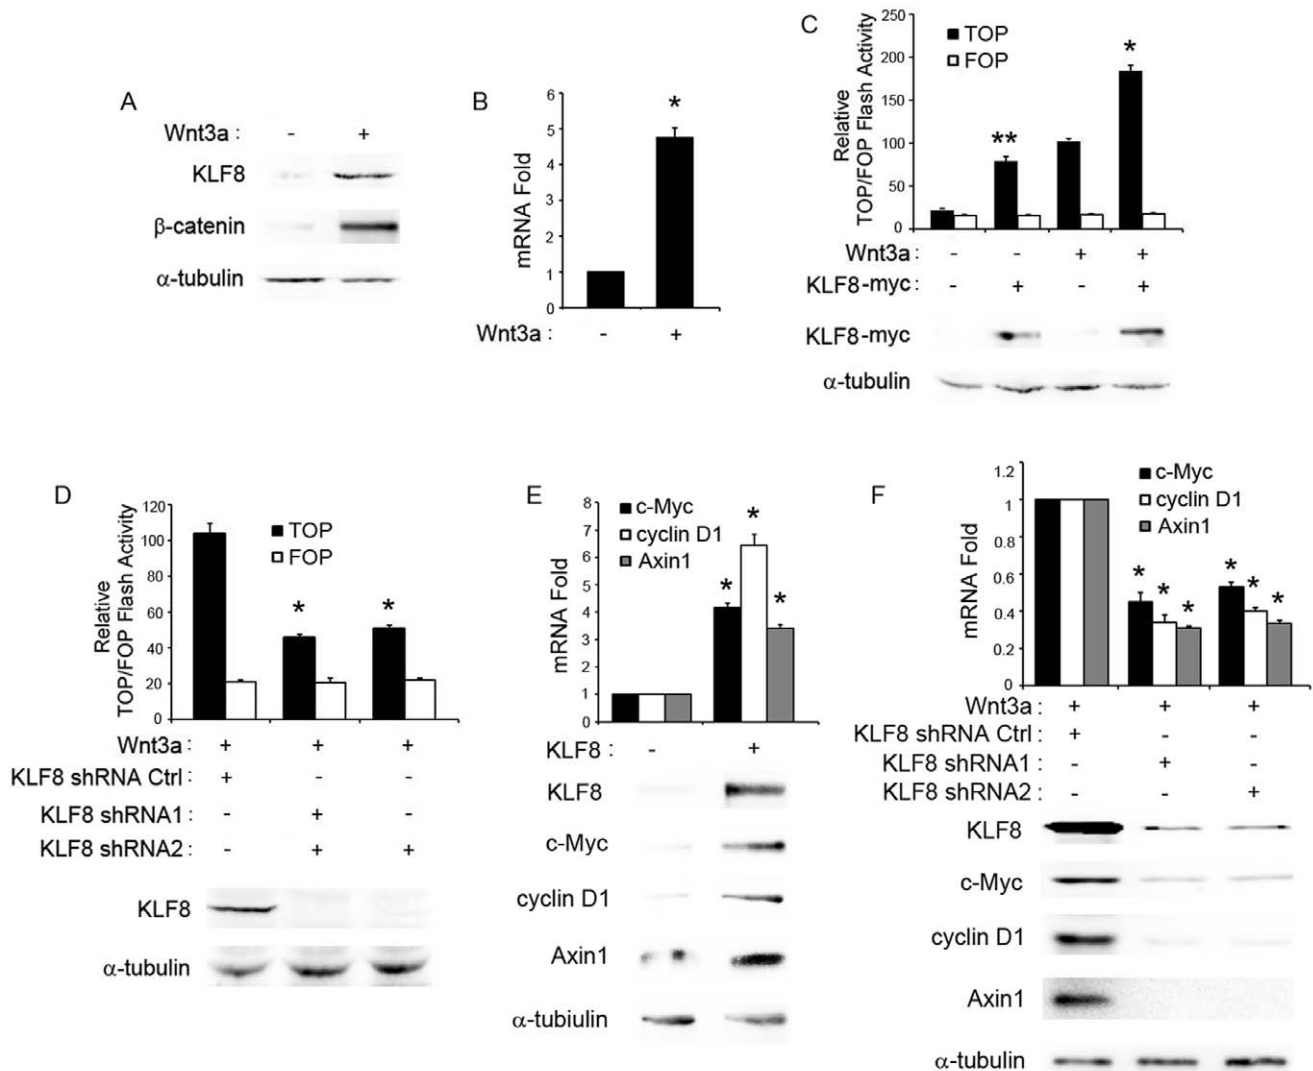 A
Wnt3a : - +
KLF8
β-catenin
α-tubulin
B
mRNA Fold
6
5
4
3
2
1
0
Wnt3a : - +
C
Relative
TOP/FOP Flash Activity
250
200
150
100
50
0
TOP
FOP
** *
Wnt3a : - - + +
KLF8-myc : - + - +
KLF8-myc
α-tubulin
D
Relative
TOP/FOP Flash Activity
120
100
80
60
40
20
0
TOP
FOP
* *
Wnt3a : + + +
KLF8 shRNA Ctrl : + - -
KLF8 shRNA1 : - + -
KLF8 shRNA2 : - + +
KLF8
α-tubulin
E
mRNA Fold
8
7
6
5
4
3
2
1
0
c-Myc
cyclin D1
Axin1
* * *
KLF8 : - +
KLF8
c-Myc
cyclin D1
Axin1
α-tubiulin
F
mRNA Fold
1.2
1
0.8
0.6
0.4
0.2
0
c-Myc
cyclin D1
Axin1
* * * * * *
Wnt3a : + + +
KLF8 shRNA Ctrl : + - -
KLF8 shRNA1 : - + -
KLF8 shRNA2 : - - +
KLF8
c-Myc
cyclin D1
Axin1
α-tubulin